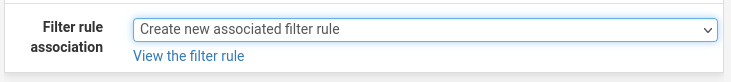 Filter rule association
Create new associated filter rule
View the filter rule